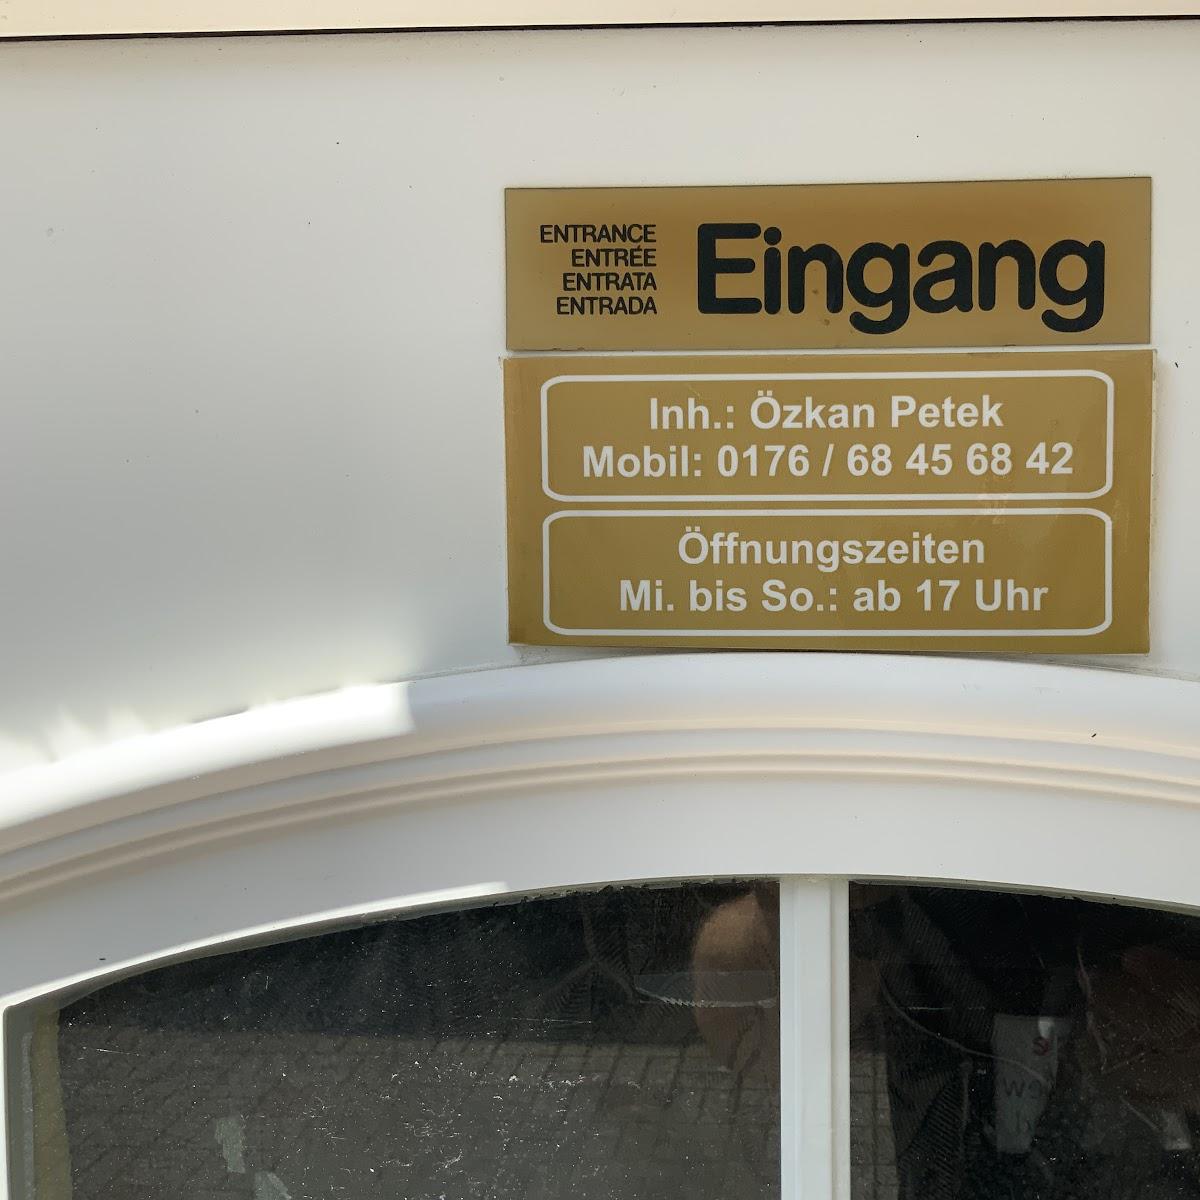 ENTRANCE
ENTRÉE
ENTRATA
ENTRADA
Eingang
Inh.: Özkan Petek
Mobil: 0176 / 68 45 68 42
Öffnungszeiten
Mi. bis So.: ab 17 Uhr